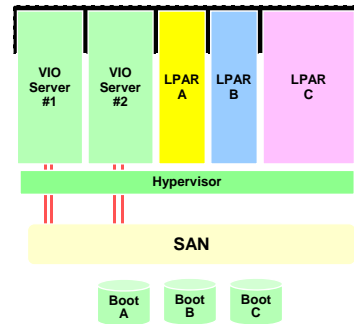 VIO
Server
#1
VIO
Server
#2
LPAR
A
LPAR
B
LPAR
C
Hypervisor
SAN
Boot
A
Boot
B
Boot
C